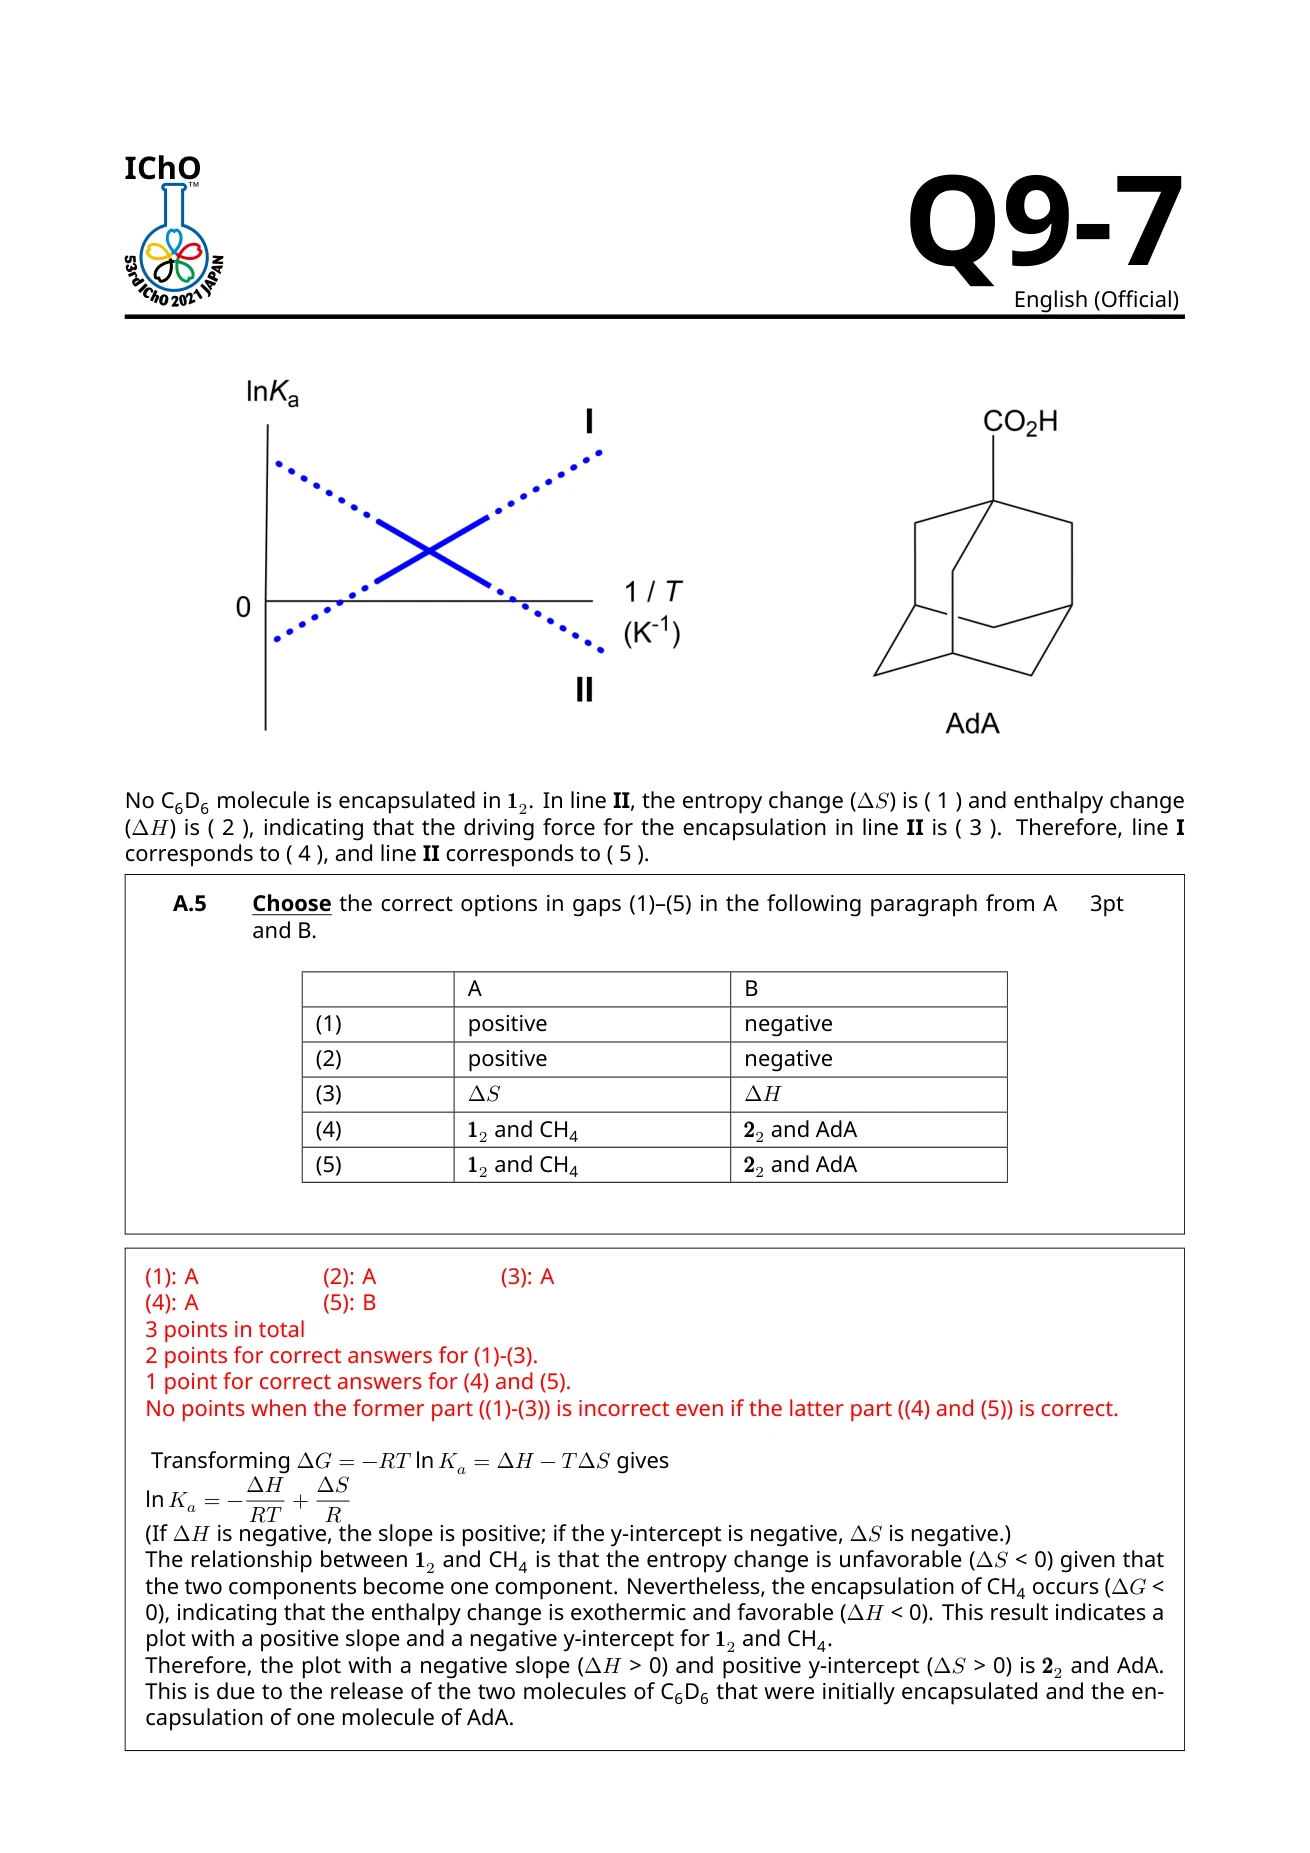 IChO
TM
53rd IChO 2021 JAPAN
Q9-7
English (Official)
lnKa
I
0
1 / T
(K-1)
II
CO2H
AdA
No C6D6 molecule is encapsulated in 12. In line II, the entropy change (ΔS) is ( 1 ) and enthalpy change
(ΔH) is ( 2 ), indicating that the driving force for the encapsulation in line II is ( 3 ). Therefore, line I
corresponds to ( 4 ), and line II corresponds to ( 5 ).
A.5 Choose the correct options in gaps (1)–(5) in the following paragraph from A 3pt
and B.
A B
(1) positive negative
(2) positive negative
(3) ΔS ΔH
(4) 12 and CH4 22 and AdA
(5) 12 and CH4 22 and AdA
(1): A (2): A (3): A
(4): A (5): B
3 points in total
2 points for correct answers for (1)-(3).
1 point for correct answers for (4) and (5).
No points when the former part ((1)-(3)) is incorrect even if the latter part ((4) and (5)) is correct.
Transforming ΔG = −RT ln Ka = ΔH − TΔS gives
ln Ka = − ΔH/RT + ΔS/R
(If ΔH is negative, the slope is positive; if the y-intercept is negative, ΔS is negative.)
The relationship between 12 and CH4 is that the entropy change is unfavorable (ΔS < 0) given that
the two components become one component. Nevertheless, the encapsulation of CH4 occurs (ΔG <
0), indicating that the enthalpy change is exothermic and favorable (ΔH < 0). This result indicates a
plot with a positive slope and a negative y-intercept for 12 and CH4.
Therefore, the plot with a negative slope (ΔH > 0) and positive y-intercept (ΔS > 0) is 22 and AdA.
This is due to the release of the two molecules of C6D6 that were initially encapsulated and the en-
capsulation of one molecule of AdA.